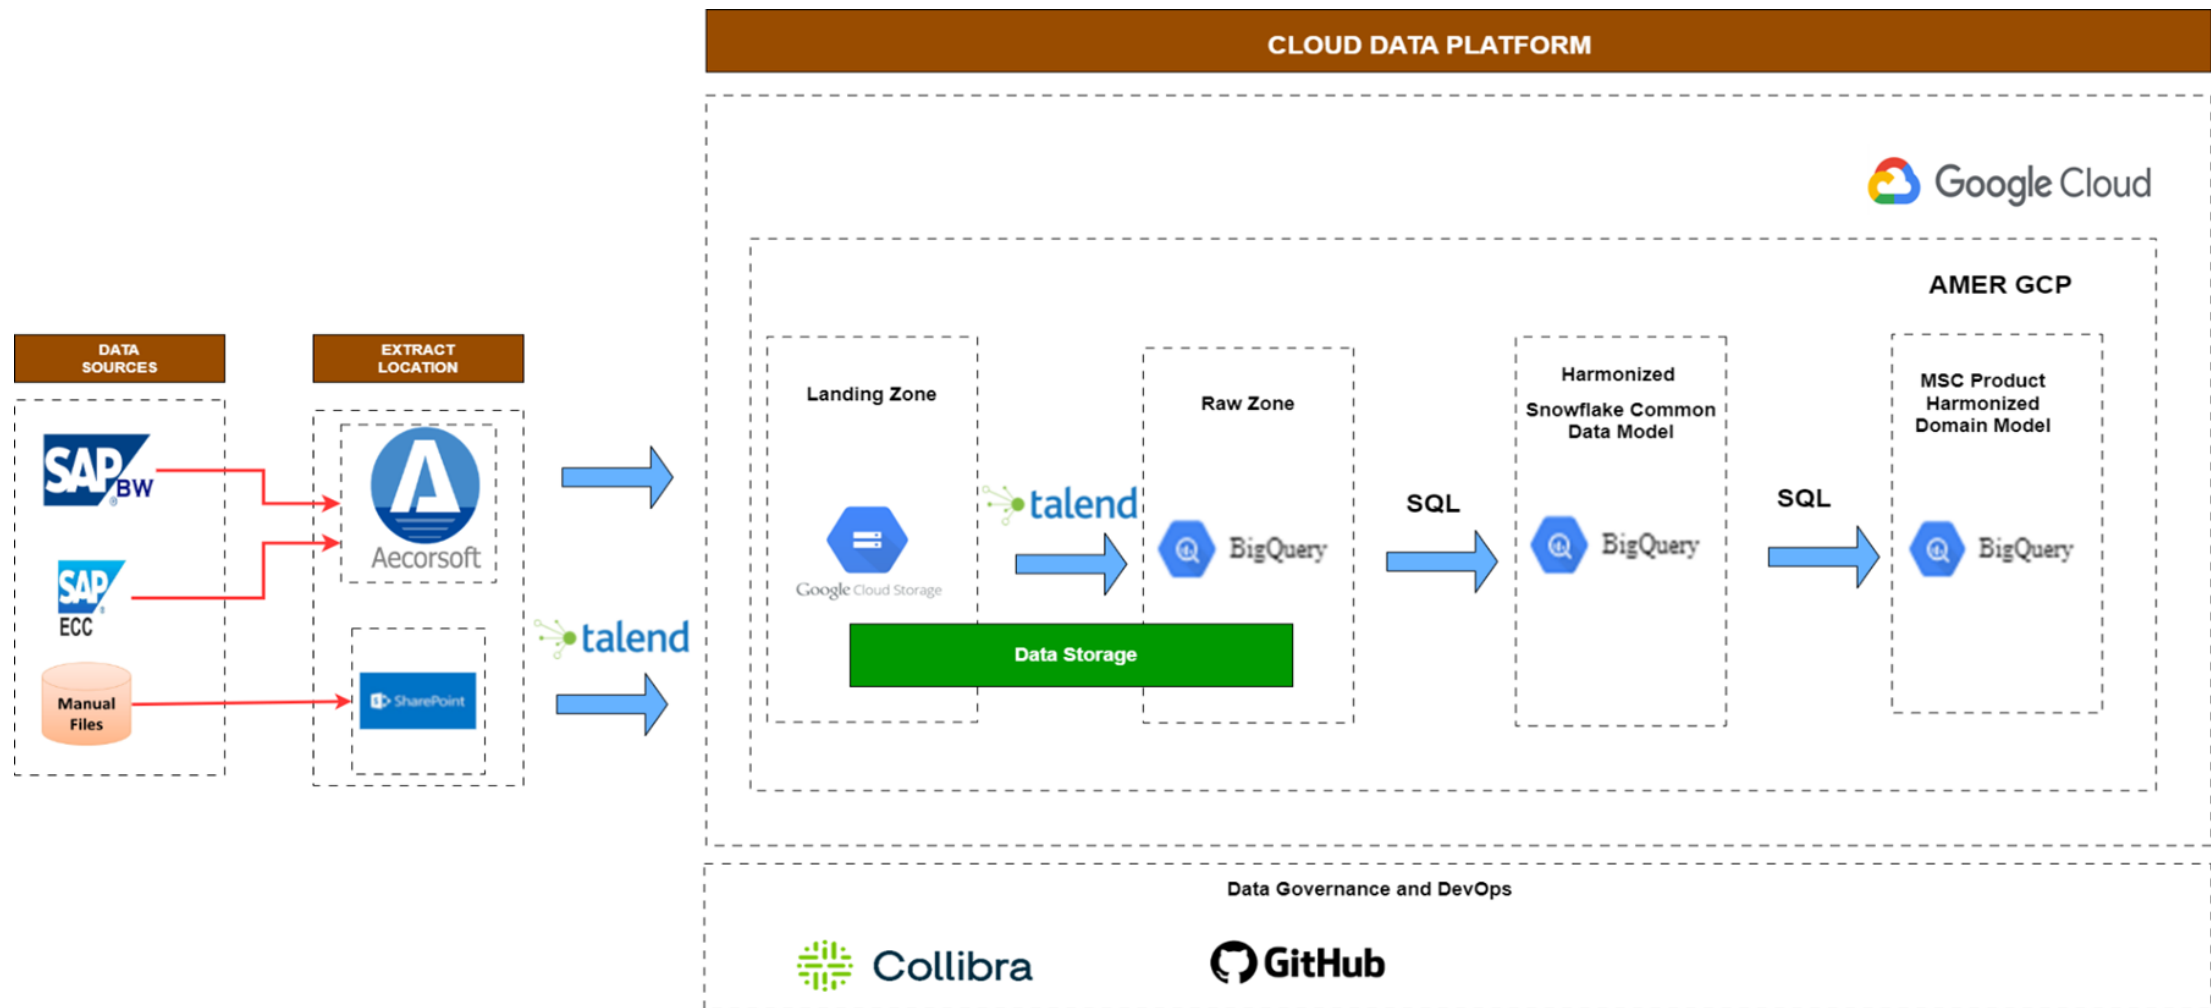 CLOUD DATA PLATFORM
Google Cloud
AMER GCP
DATA
SOURCES
EXTRACT
LOCATION
SAP
BW
SAP
ECC
Manual
Files
Aecorsoft
SharePoint
talend
Landing Zone
Google Cloud Storage
talend
Raw Zone
BigQuery
Data Storage
SQL
Harmonized
Snowflake Common
Data Model
BigQuery
SQL
MSC Product
Harmonized
Domain Model
BigQuery
Data Governance and DevOps
Collibra
GitHub